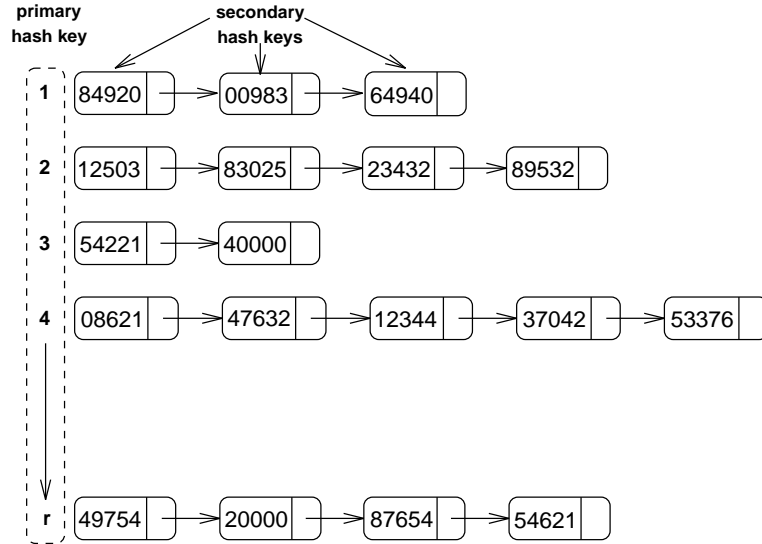 primary
hash key
secondary
hash keys
1 84920 00983 64940
2 12503 83025 23432 89532
3 54221 40000
4 08621 47632 12344 37042 53376
r 49754 20000 87654 54621